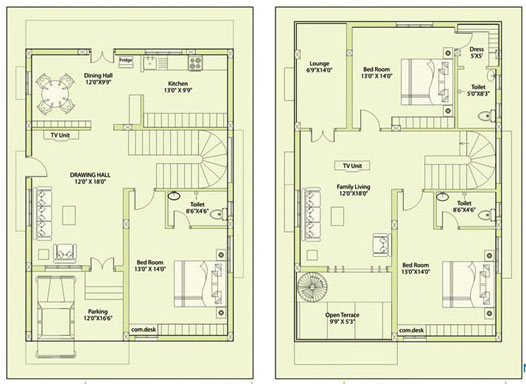 Dining Hall
12'0"X9'9"
Fridge
Kitchen
13'0" X 9'9"
TV Unit
DRAWING HALL
12'0" X 18'0"
Toilet
8'6"X4'6"
Bed Room
13'0" X 14'0"
Parking
12'0"X16'6"
com.desk
Lounge
6'9"X14'0"
Bed Room
13'0" X 14'0"
Dress
5'X5'
Toilet
5'0"X8'3"
TV Unit
Family Living
12'0"X18'0"
Toilet
8'6"X4'6"
Bed Room
13'0"X14'0"
Open Terrace
9'9" X 5'3"
com.desk